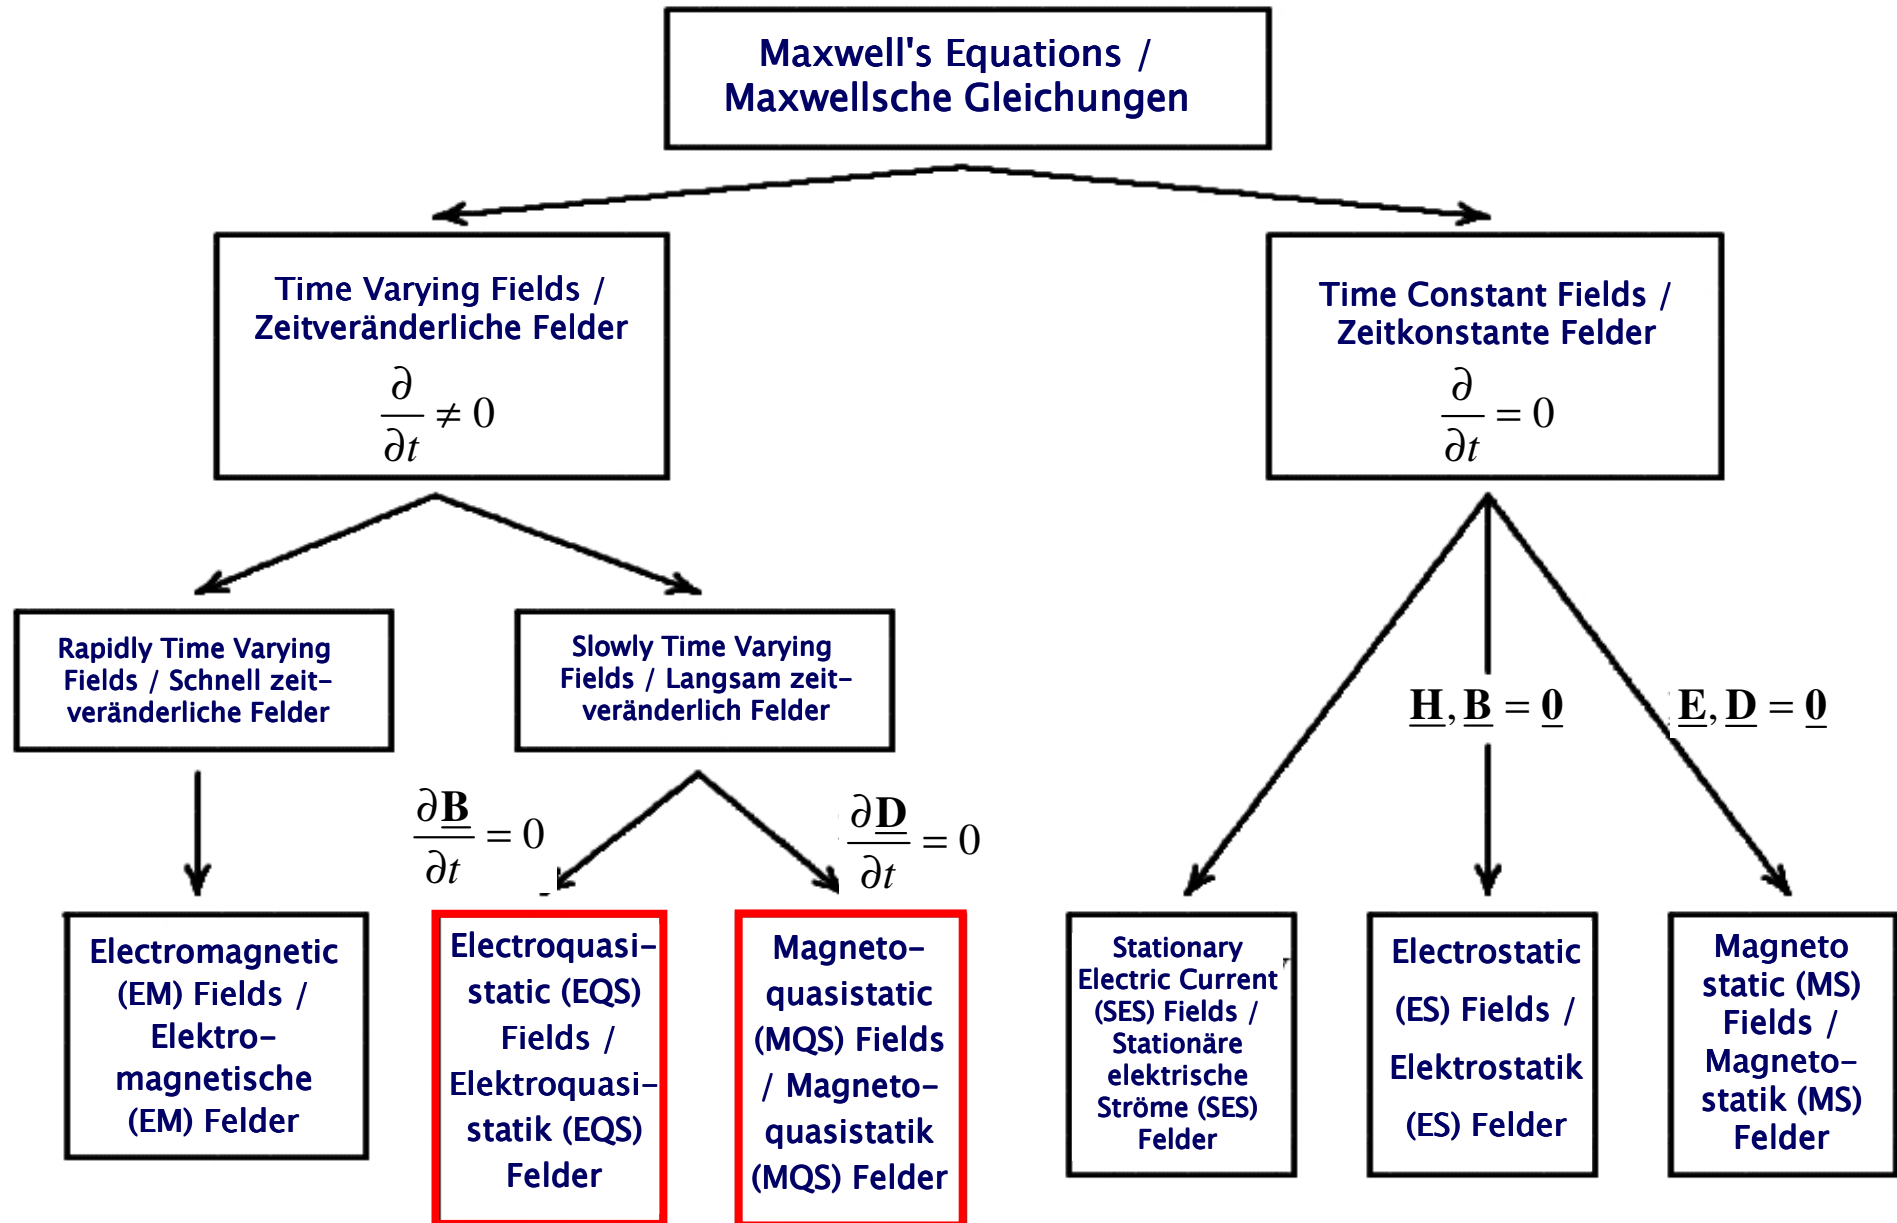 Maxwell's Equations /
Maxwellsche Gleichungen
Time Varying Fields /
Zeitveränderliche Felder
∂/∂t ≠ 0
Time Constant Fields /
Zeitkonstante Felder
∂/∂t = 0
Rapidly Time Varying
Fields / Schnell zeit-
veränderliche Felder
Slowly Time Varying
Fields / Langsam zeit-
veränderlich Felder
H, B = 0
E, D = 0
∂B/∂t = 0
∂D/∂t = 0
Electromagnetic
(EM) Fields /
Elektro-
magnetische
(EM) Felder
Electroquasi-
static (EQS)
Fields /
Elektroquasi-
statik (EQS)
Felder
Magneto-
quasistatic
(MQS) Fields
/ Magneto-
quasistatik
(MQS) Felder
Stationary
Electric Current
(SES) Fields /
Stationäre
elektrische
Ströme (SES)
Felder
Electrostatic
(ES) Fields /
Elektrostatik
(ES) Felder
Magneto
static (MS)
Fields /
Magneto-
statik (MS)
Felder